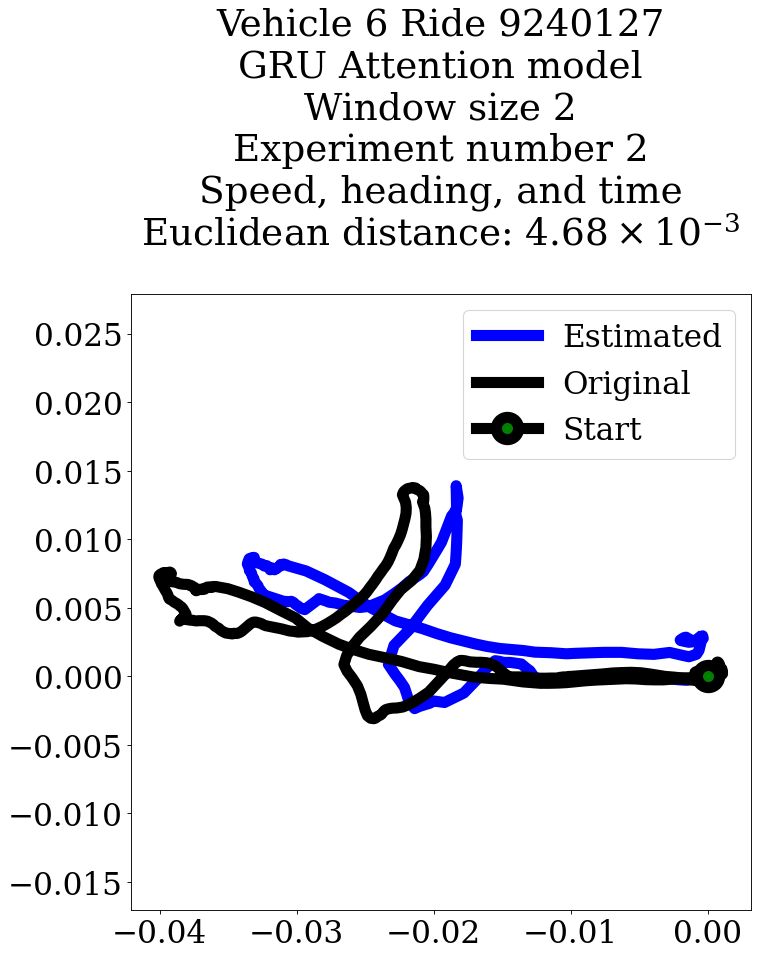 Vehicle 6 Ride 9240127
GRU Attention model
Window size 2
Experiment number 2
Speed, heading, and time
Euclidean distance: 4.68 × 10⁻³
Estimated
Original
Start
0.025
0.020
0.015
0.010
0.005
0.000
−0.005
−0.010
−0.015
−0.04 −0.03 −0.02 −0.01 0.00